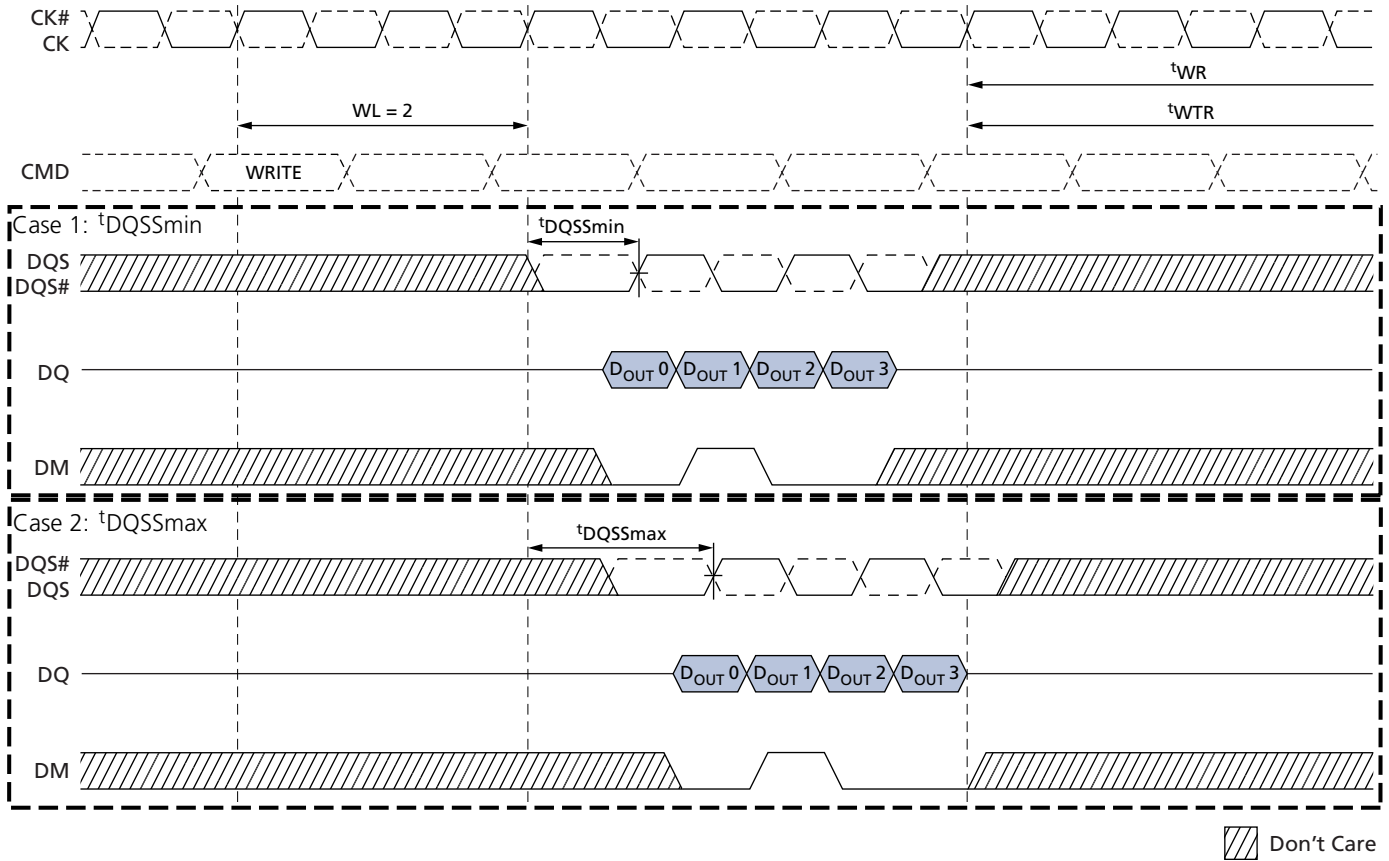 CK#
CK
tWR
WL = 2
tWTR
CMD
WRITE
Case 1: tDQSSmin
tDQSSmin
DQS
DQS#
DQ
DOUT 0 DOUT 1 DOUT 2 DOUT 3
DM
Case 2: tDQSSmax
tDQSSmax
DQS#
DQS
DQ
DOUT 0 DOUT 1 DOUT 2 DOUT 3
DM
Don't Care